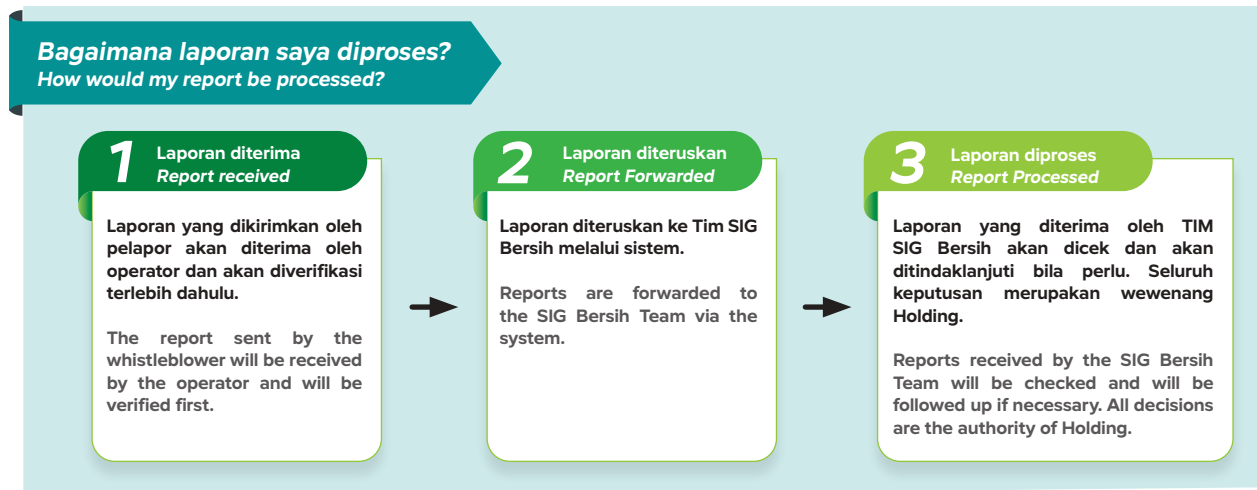 Bagaimana laporan saya diproses?
How would my report be processed?
1
Laporan diterima
Report received
Laporan yang dikirimkan oleh
pelapor akan diterima oleh
operator dan akan diverifikasi
terlebih dahulu.
The report sent by the
whistleblower will be received
by the operator and will be
verified first.
2
Laporan diteruskan
Report Forwarded
Laporan diteruskan ke Tim SIG
Bersih melalui sistem.
Reports are forwarded to
the SIG Bersih Team via the
system.
3
Laporan diproses
Report Processed
Laporan yang diterima oleh TIM
SIG Bersih akan dicek dan akan
ditindaklanjuti bila perlu. Seluruh
keputusan merupakan wewenang
Holding.
Reports received by the SIG Bersih
Team will be checked and will be
followed up if necessary. All decisions
are the authority of Holding.